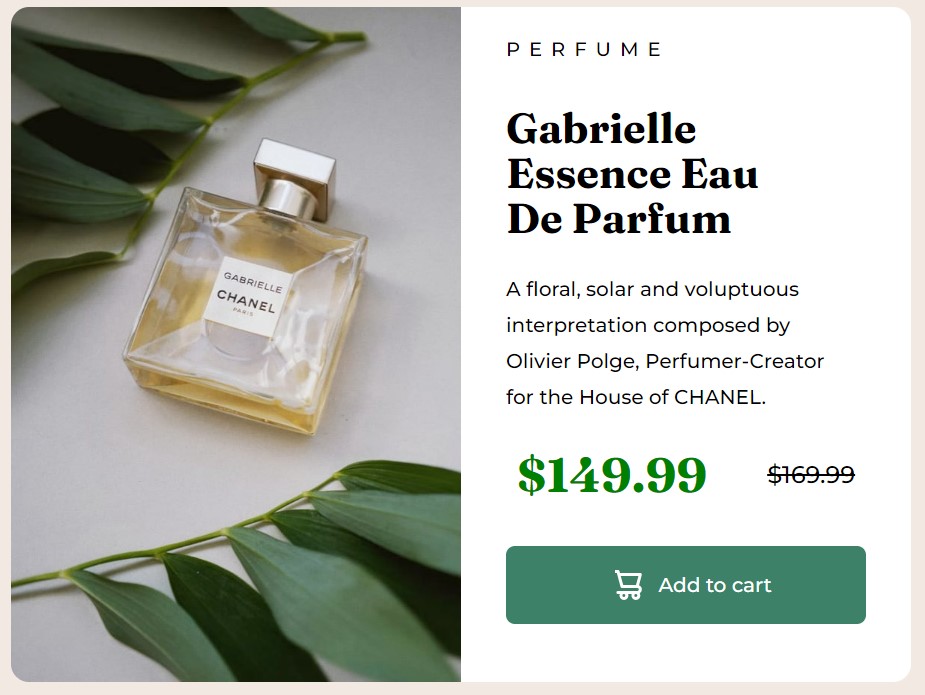 GABRIELLE
CHANEL
PARIS
PERFUME
Gabrielle
Essence Eau
De Parfum
A floral, solar and voluptuous
interpretation composed by
Olivier Polge, Perfumer-Creator
for the House of CHANEL.
$149.99 $169.99
Add to cart